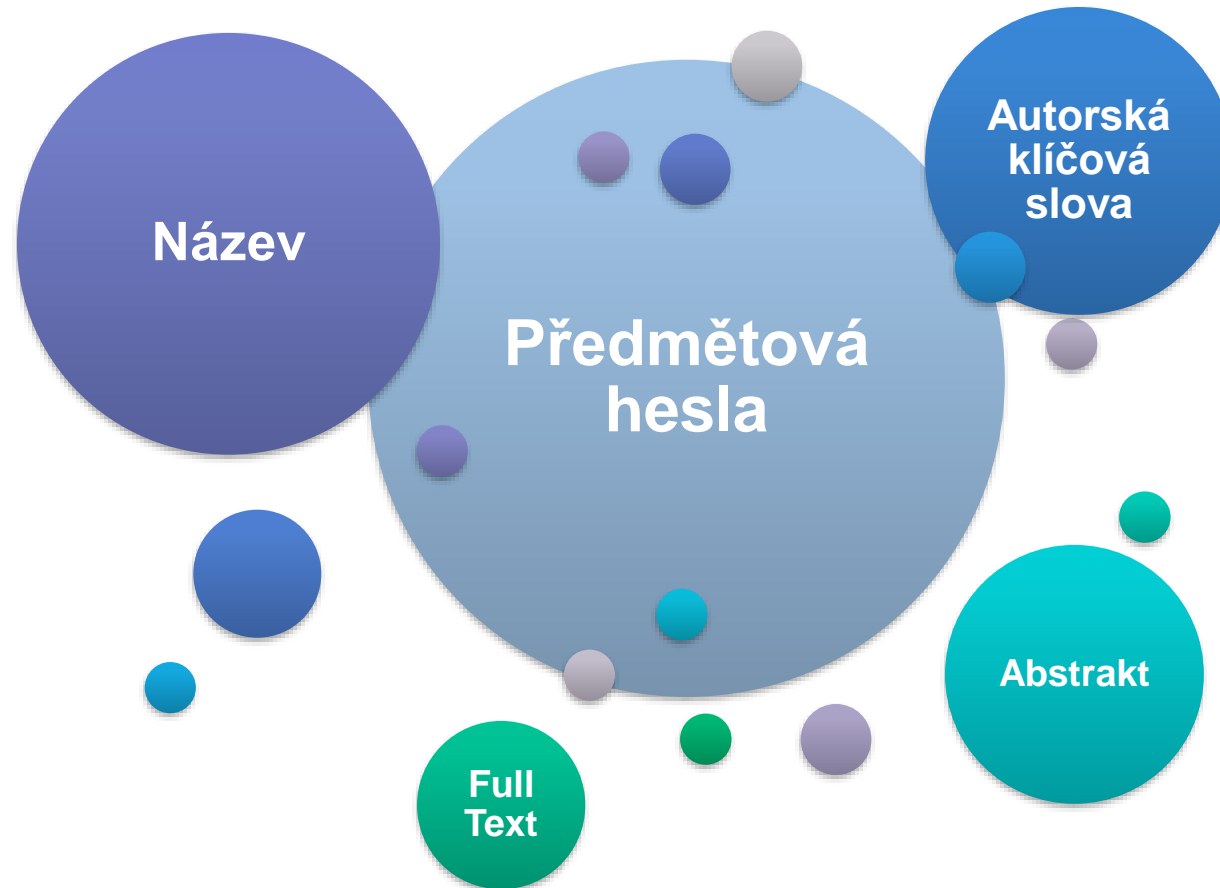 Název
Předmětová
hesla
Autorská
klíčová
slova
Abstrakt
Full
Text